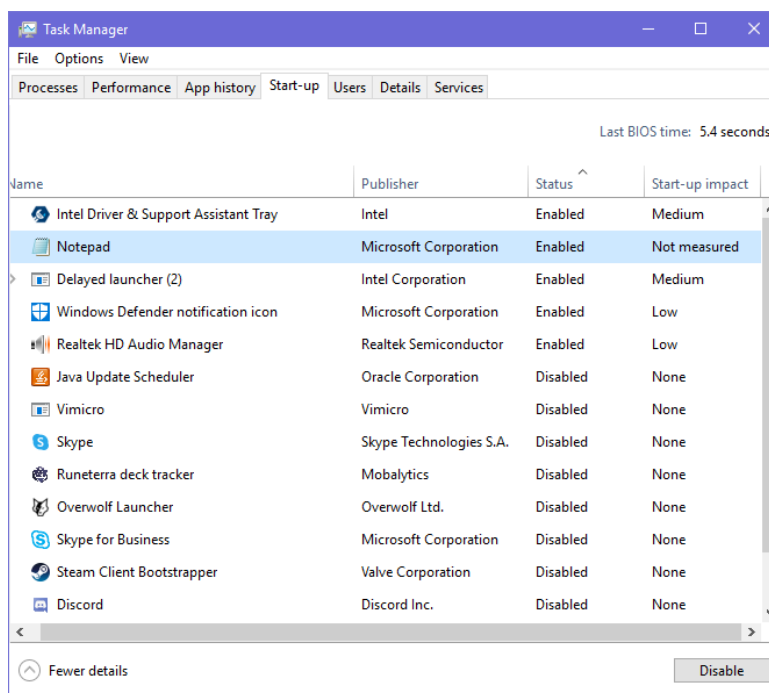 Task Manager
File Options View
Processes Performance App history Start-up Users Details Services
Last BIOS time: 5.4 seconds
Name Publisher Status Start-up impact
Intel Driver & Support Assistant Tray Intel Enabled Medium
Notepad Microsoft Corporation Enabled Not measured
Delayed launcher (2) Intel Corporation Enabled Medium
Windows Defender notification icon Microsoft Corporation Enabled Low
Realtek HD Audio Manager Realtek Semiconductor Enabled Low
Java Update Scheduler Oracle Corporation Disabled None
Vimicro Vimicro Disabled None
Skype Skype Technologies S.A. Disabled None
Runeterra deck tracker Mobalytics Disabled None
Overwolf Launcher Overwolf Ltd. Disabled None
Skype for Business Microsoft Corporation Disabled None
Steam Client Bootstrapper Valve Corporation Disabled None
Discord Discord Inc. Disabled None
Fewer details Disable